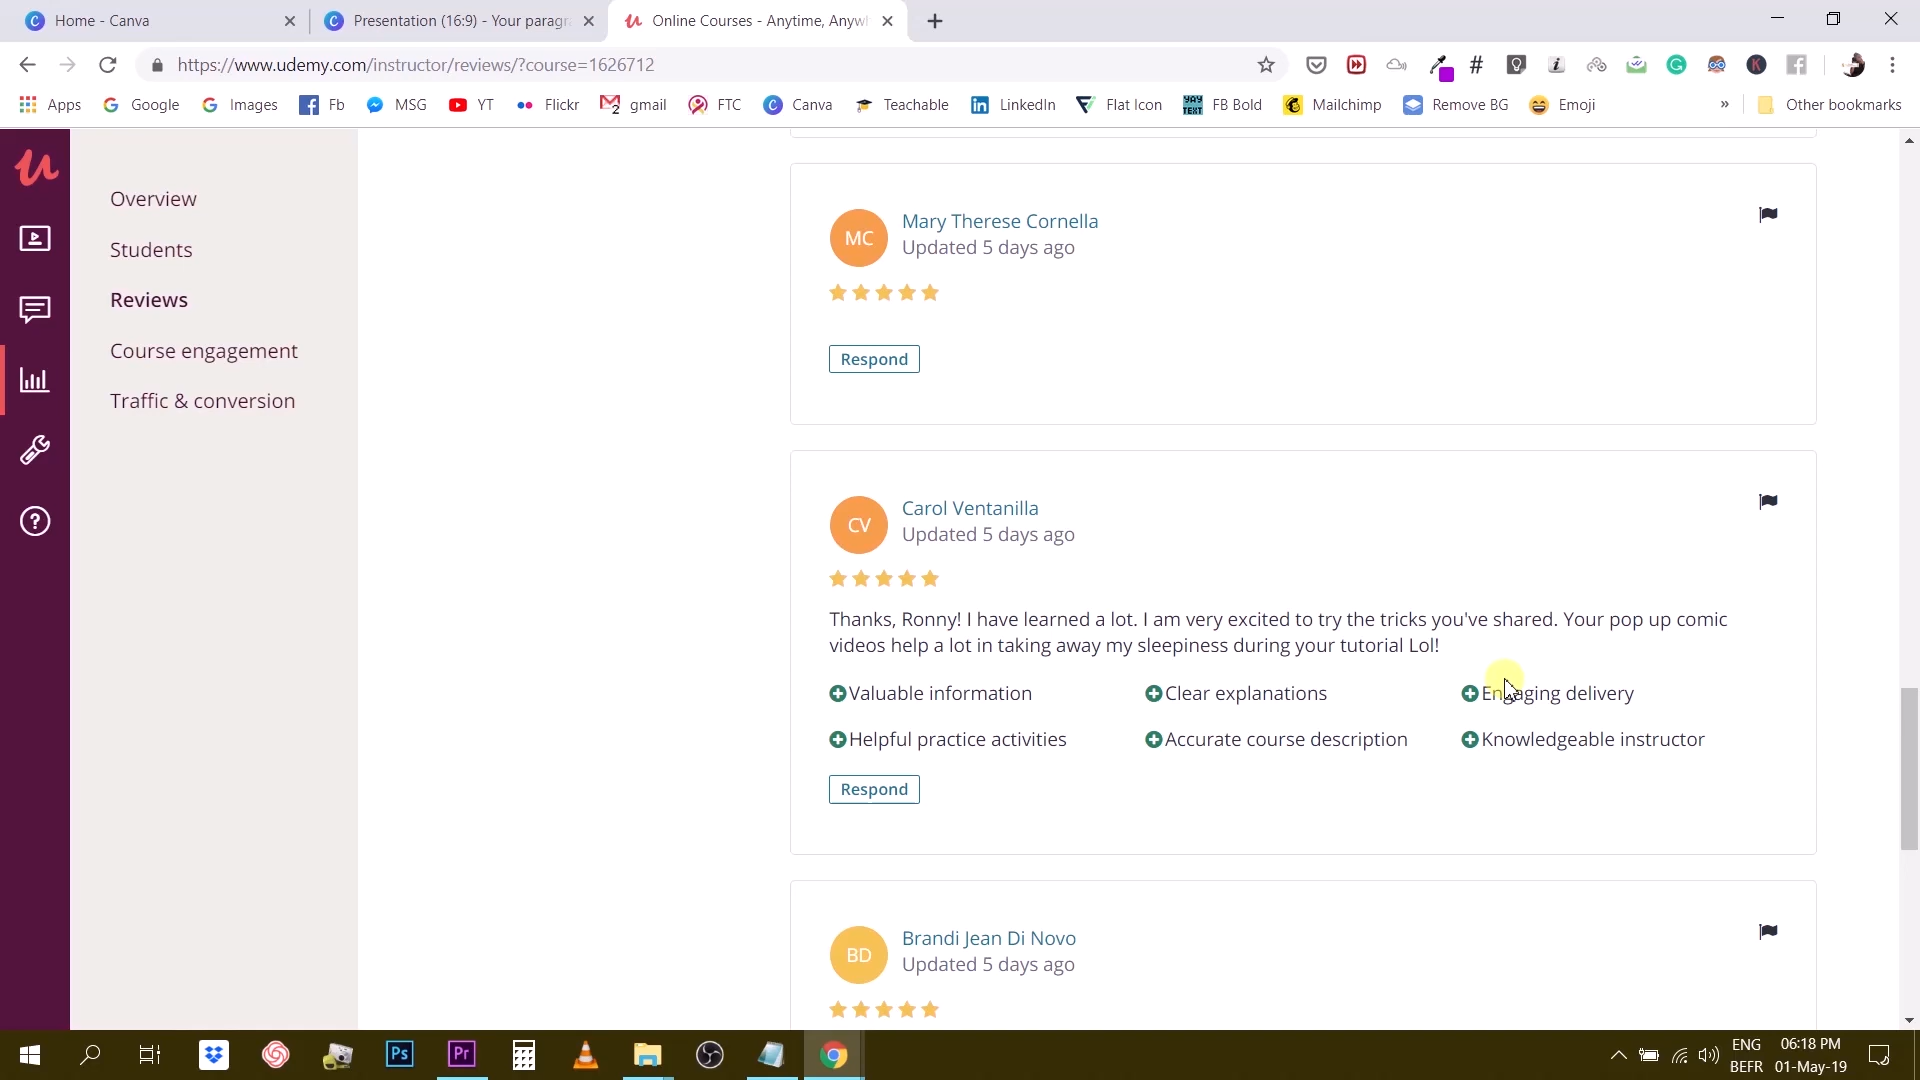 Home - Canva
Presentation (16:9) - Your paragr
Online Courses - Anytime, Anywh
https://www.udemy.com/instructor/reviews/?course=1626712
Apps Google Images Fb MSG YT Flickr gmail FTC Canva Teachable LinkedIn Flat Icon FB Bold Mailchimp Remove BG Emoji » Other bookmarks
Overview
Students
Reviews
Course engagement
Traffic & conversion
MC
Mary Therese Cornella
Updated 5 days ago
Respond
CV
Carol Ventanilla
Updated 5 days ago
Thanks, Ronny! I have learned a lot. I am very excited to try the tricks you've shared. Your pop up comic
videos help a lot in taking away my sleepiness during your tutorial Lol!
Valuable information Clear explanations Engaging delivery
Helpful practice activities Accurate course description Knowledgeable instructor
Respond
BD
Brandi Jean Di Novo
Updated 5 days ago
Ps Pr
ENG 06:18 PM
BEFR 01-May-19